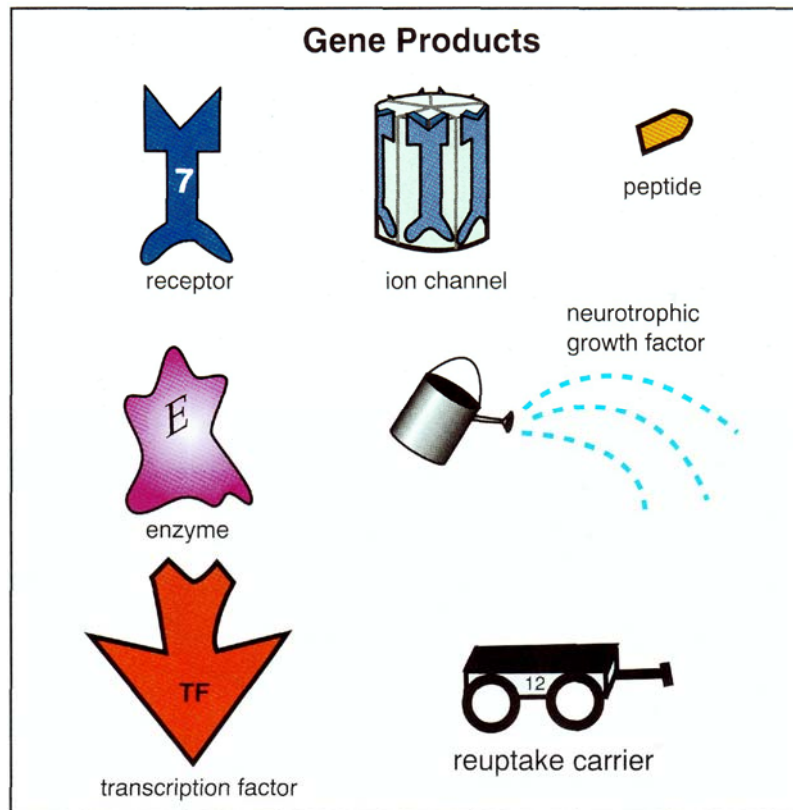 Gene Products
7
receptor
ion channel
peptide
E
enzyme
neurotrophic
growth factor
TF
transcription factor
12
reuptake carrier